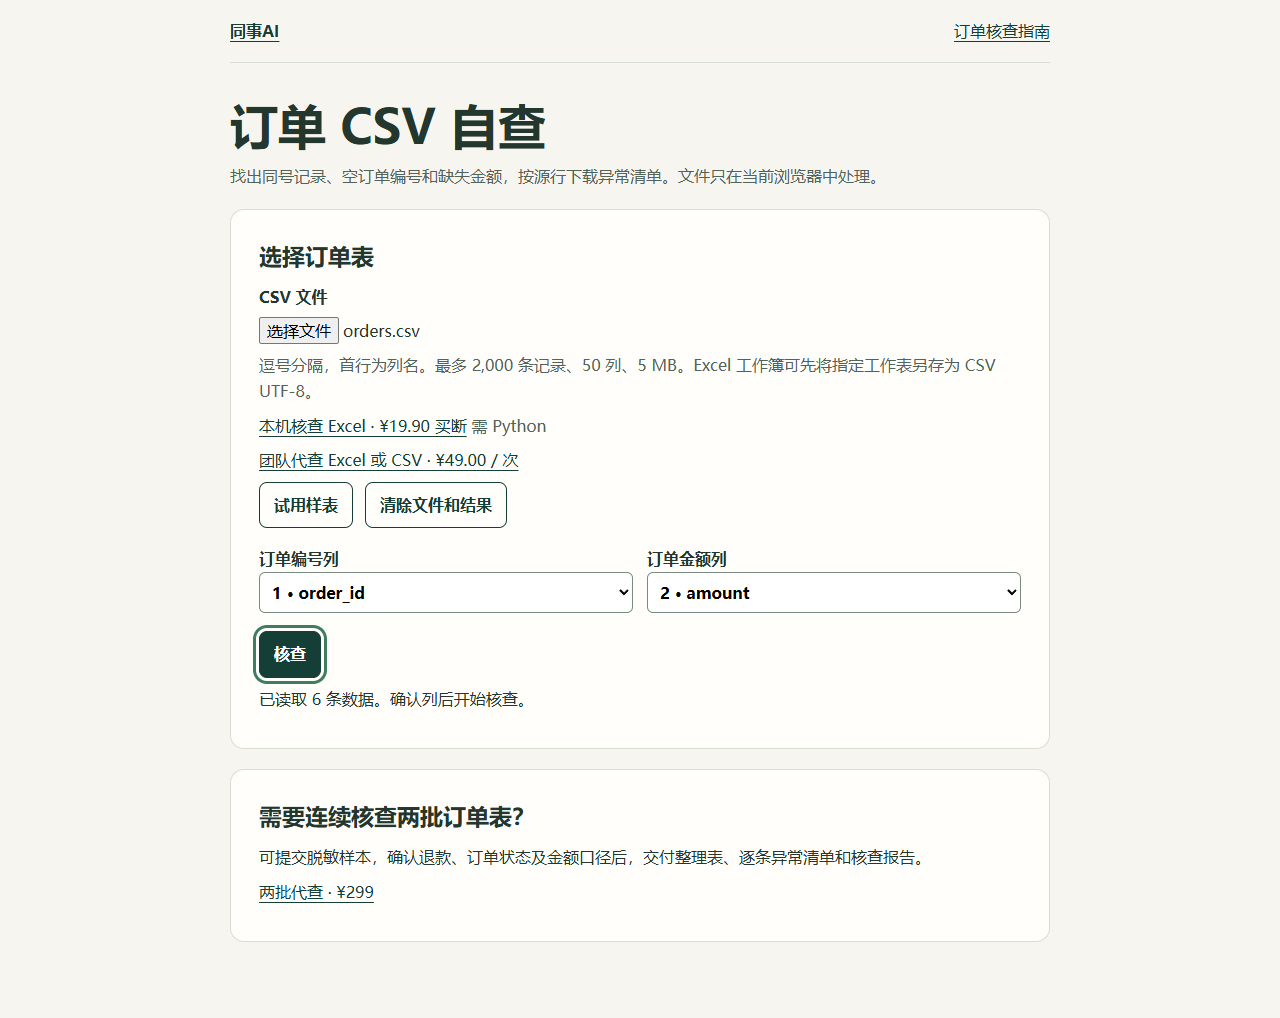 同事AI
订单核查指南
订单 CSV 自查
找出同号记录、空订单编号和缺失金额，按源行下载异常清单。文件只在当前浏览器中处理。
选择订单表
CSV 文件
选择文件 orders.csv
逗号分隔，首行为列名。最多 2,000 条记录、50 列、5 MB。Excel 工作簿可先将指定工作表另存为 CSV
UTF-8。
本机核查 Excel · ¥19.90 买断 需 Python
团队代查 Excel 或 CSV · ¥49.00 / 次
试用样表 清除文件和结果
订单编号列 订单金额列
1 • order_id 2 • amount
核查
已读取 6 条数据。确认列后开始核查。
需要连续核查两批订单表？
可提交脱敏样本，确认退款、订单状态及金额口径后，交付整理表、逐条异常清单和核查报告。
两批代查 · ¥299